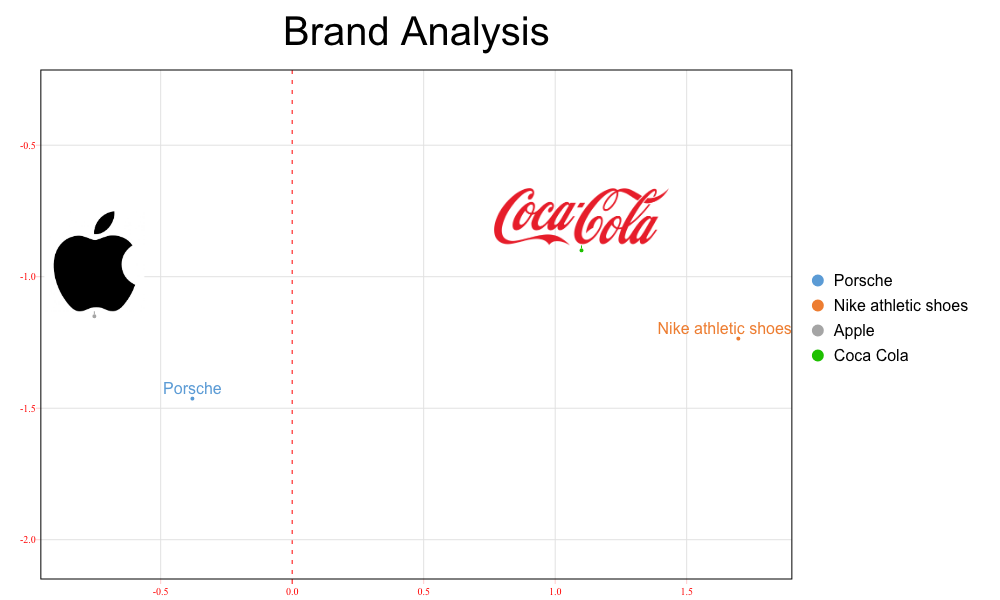 Brand Analysis
-0.5
-1.0
-1.5
-2.0
Coca-Cola
Nike athletic shoes
Porsche
-0.5
0.0
0.5
1.0
1.5
Porsche
Nike athletic shoes
Apple
Coca Cola